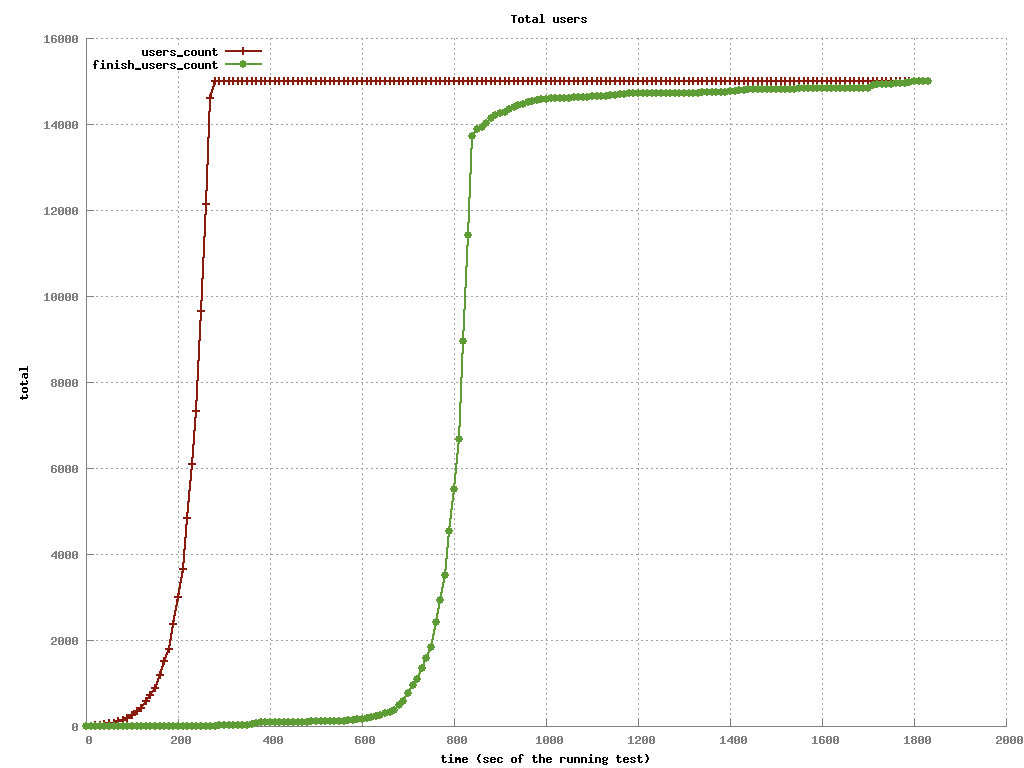 Total users
users_count
finish_users_count
16000
14000
12000
10000
8000
6000
4000
2000
0
total
0 200 400 600 800 1000 1200 1400 1600 1800 2000
time (sec of the running test)